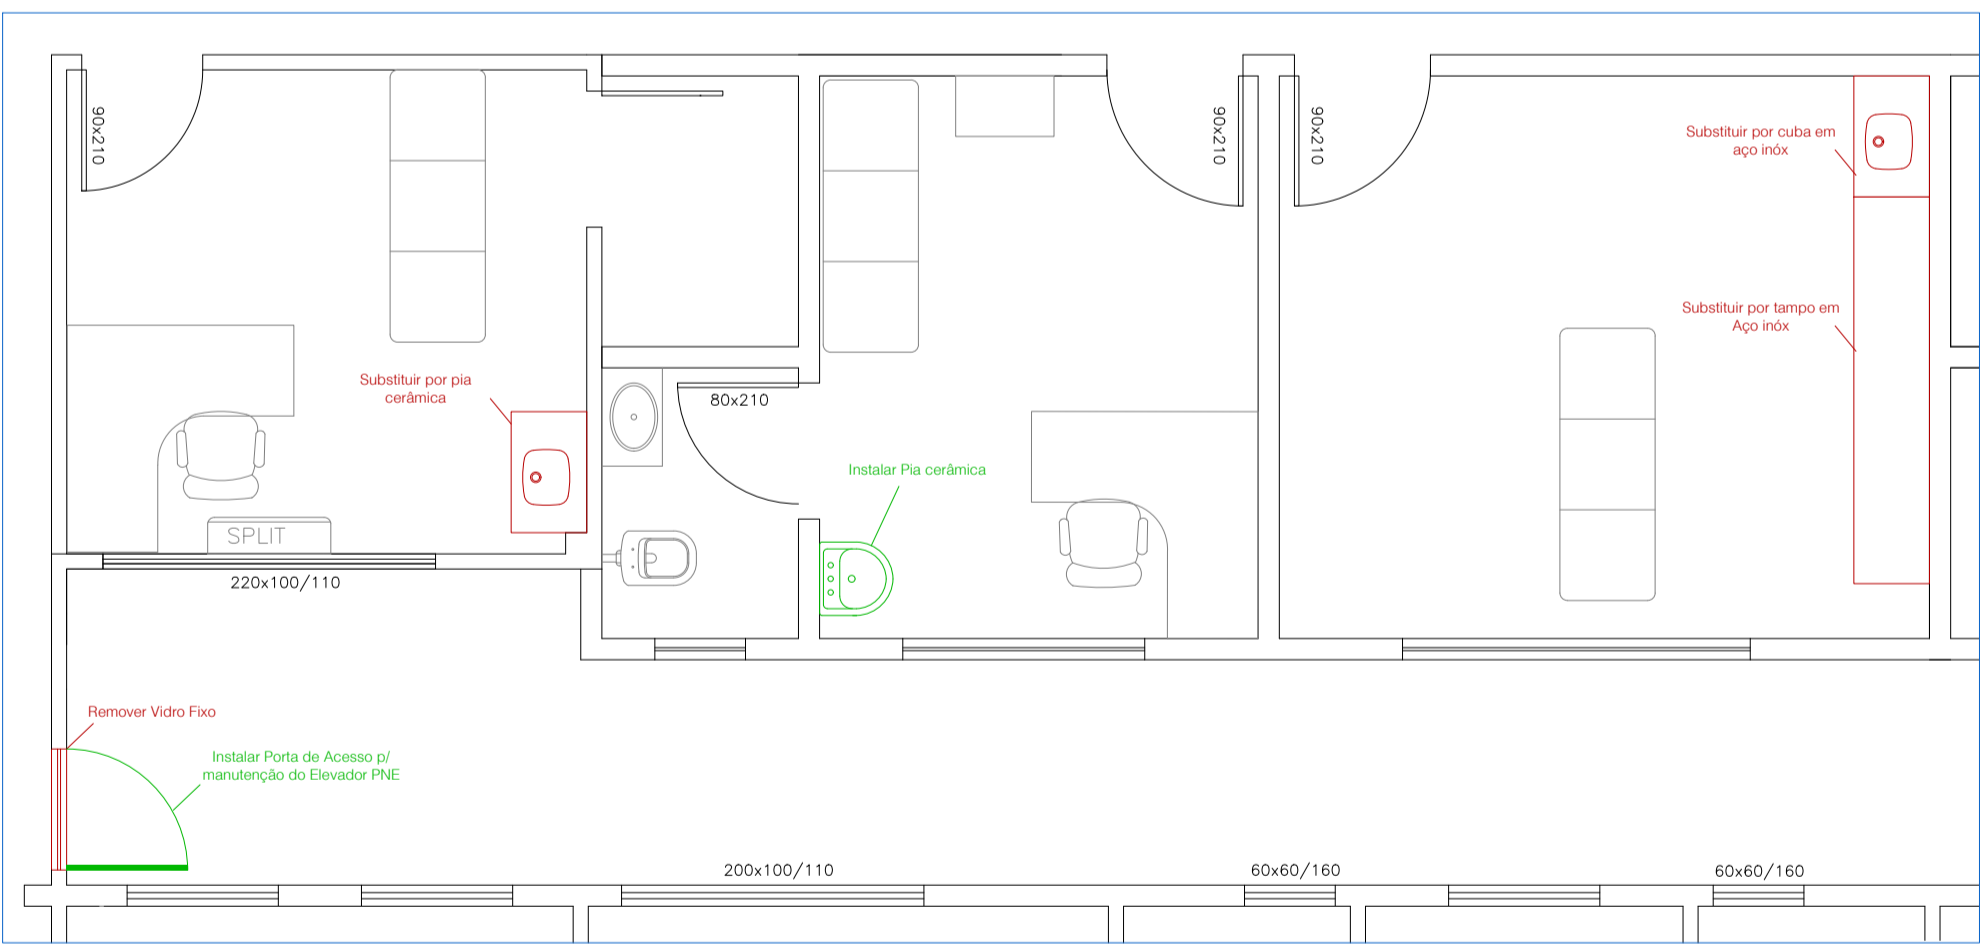 90x210
90x210
90x210
Substituir por cuba em
aço inóx
Substituir por tampo em
Aço inóx
Substituir por pia
cerâmica
80x210
Instalar Pia cerâmica
SPLIT
220x100/110
Remover Vidro Fixo
Instalar Porta de Acesso p/
manutenção do Elevador PNE
200x100/110
60x60/160
60x60/160